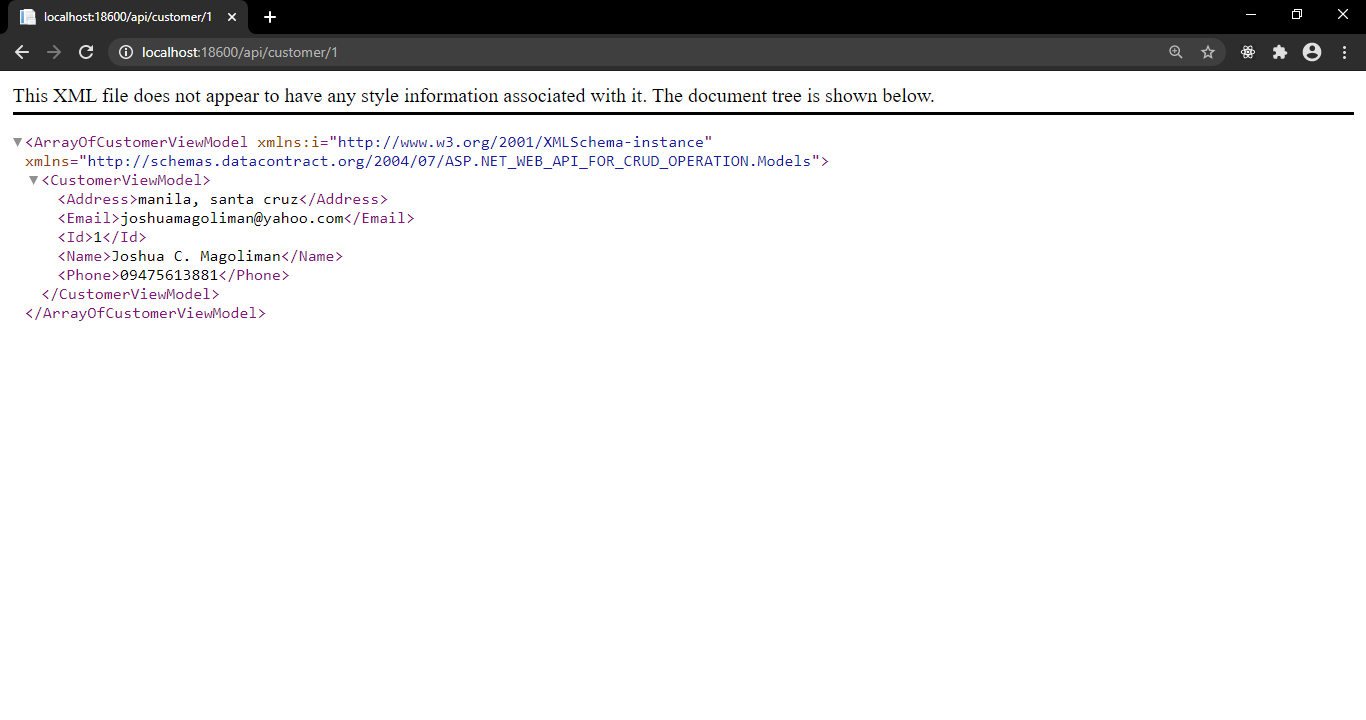 localhost:18600/api/customer/1
localhost:18600/api/customer/1
This XML file does not appear to have any style information associated with it. The document tree is shown below.
<ArrayOfCustomerViewModel xmlns:i="http://www.w3.org/2001/XMLSchema-instance"
xmlns="http://schemas.datacontract.org/2004/07/ASP.NET_WEB_API_FOR_CRUD_OPERATION.Models">
<CustomerViewModel>
<Address>manila, santa cruz</Address>
<Email>joshuamagoliman@yahoo.com</Email>
<Id>1</Id>
<Name>Joshua C. Magoliman</Name>
<Phone>09475613881</Phone>
</CustomerViewModel>
</ArrayOfCustomerViewModel>